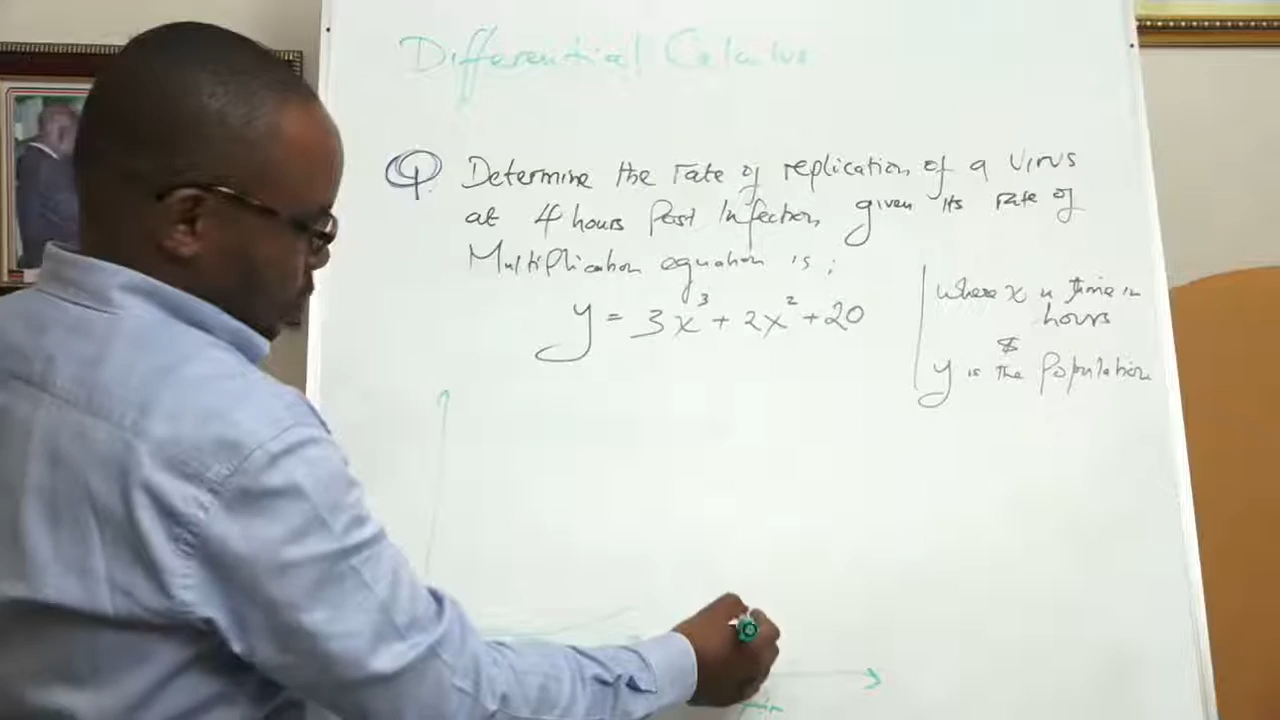 Differential Calculus
Q Determine the rate of replication of a virus
at 4 hours Post Infection, given its rate of
Multiplication equation is;
y = 3x³ + 2x² + 20
Where x is time in
hours
&
y is the Population